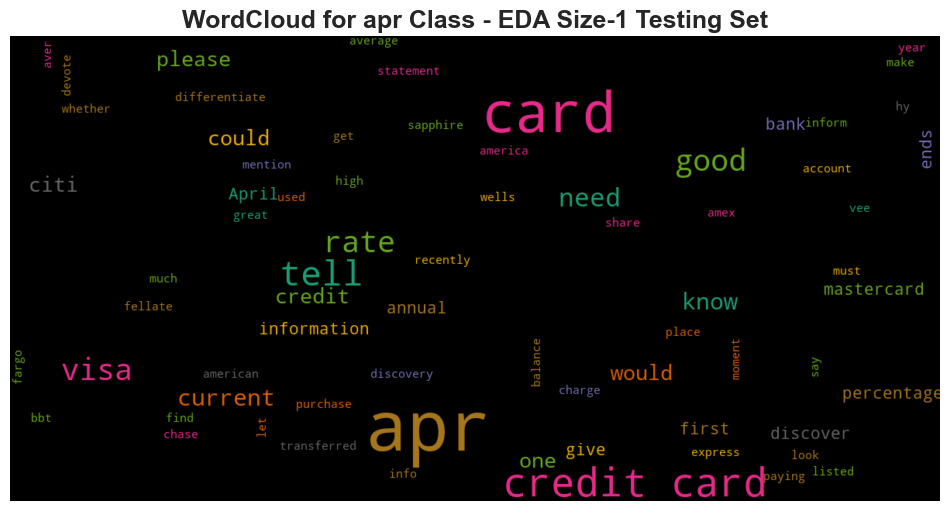 WordCloud for apr Class - EDA Size-1 Testing Set
aver
average
year
please
make
devote
statement
differentiate
whether
card
hy
sapphire
bank
inform
could
get
ends
america
mention
good
account
citi
high
April
used
wells
need
great
share
amex
vee
rate
recently
tell
must
much
credit
mastercard
fellate
annual
know
information
place
fargo
visa
american
discovery
balance
would
moment
say
charge
current
percentage
purchase
bbt
find
let
apr
chase
first
discover
transferred
give
express
look
one
info
credit card
paying
listed